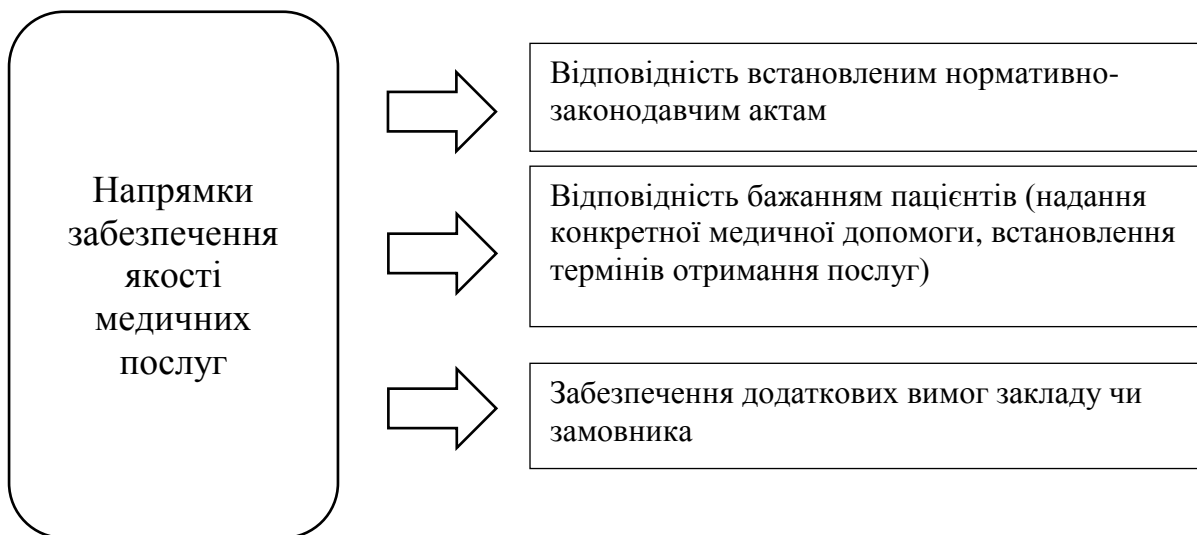 Напрямки
забезпечення
якості
медичних
послуг
Відповідність встановленим нормативно-
законодавчим актам
Відповідність бажанням пацієнтів (надання
конкретної медичної допомоги, встановлення
термінів отримання послуг)
Забезпечення додаткових вимог закладу чи
замовника